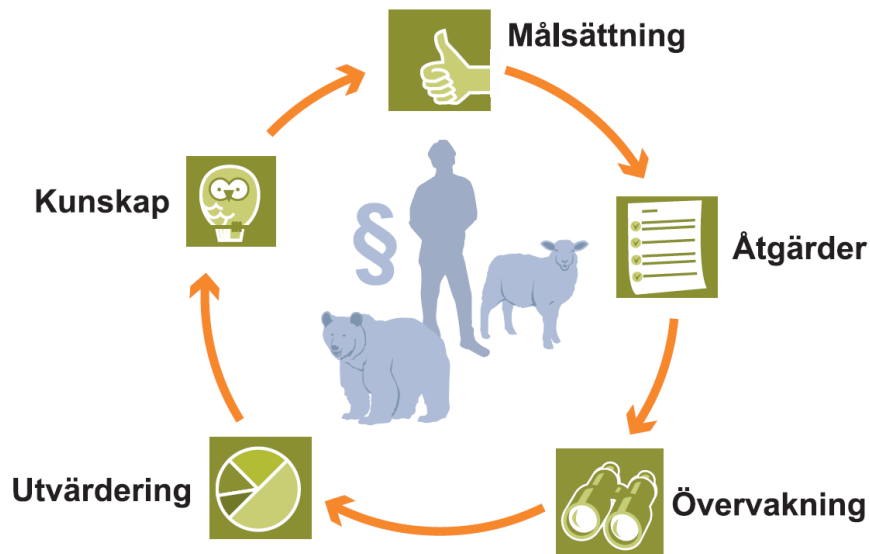 Målsättning
Kunskap
§
Åtgärder
Utvärdering
Övervakning